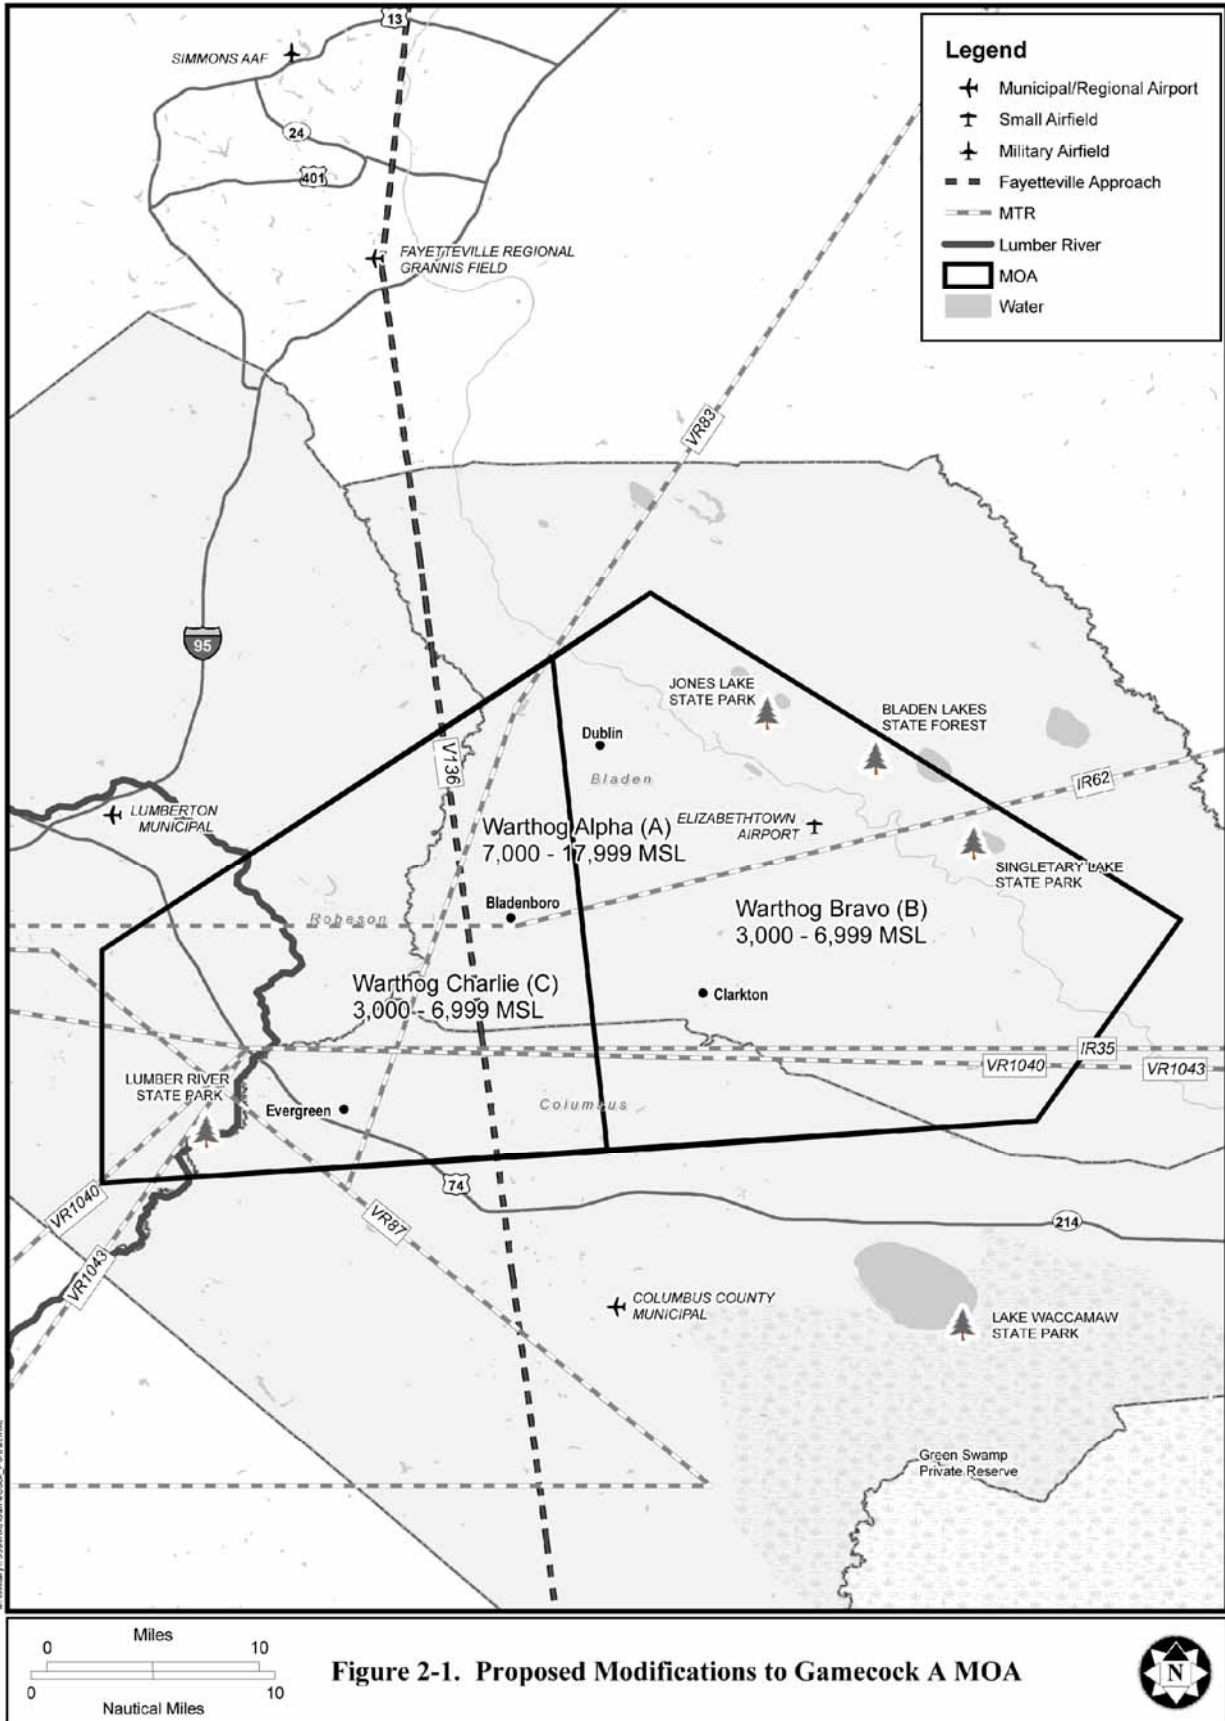 13
SIMMONS AAF
24
401
FAYETTEVILLE REGIONAL
GRANNIS FIELD
Legend
Municipal/Regional Airport
Small Airfield
Military Airfield
Fayetteville Approach
MTR
Lumber River
MOA
Water
VR83
95
JONES LAKE
STATE PARK
BLADEN LAKES
STATE FOREST
Dublin
V136
Bladen
IR62
LUMBERTON
MUNICIPAL
Warthog Alpha (A)
7,000 - 17,999 MSL
ELIZABETHTOWN
AIRPORT
SINGLETARY LAKE
STATE PARK
Bladenboro
Robeson
Warthog Bravo (B)
3,000 - 6,999 MSL
Warthog Charlie (C)
3,000 - 6,999 MSL
Clarkton
IR35
VR1040
VR1043
LUMBER RIVER
STATE PARK
Evergreen
Columbus
74
VR1040
VR87
214
VR1043
COLUMBUS COUNTY
MUNICIPAL
LAKE WACCAMAW
STATE PARK
Green Swamp
Private Reserve
Miles
0 10
0 10
Nautical Miles
Figure 2-1. Proposed Modifications to Gamecock A MOA
N